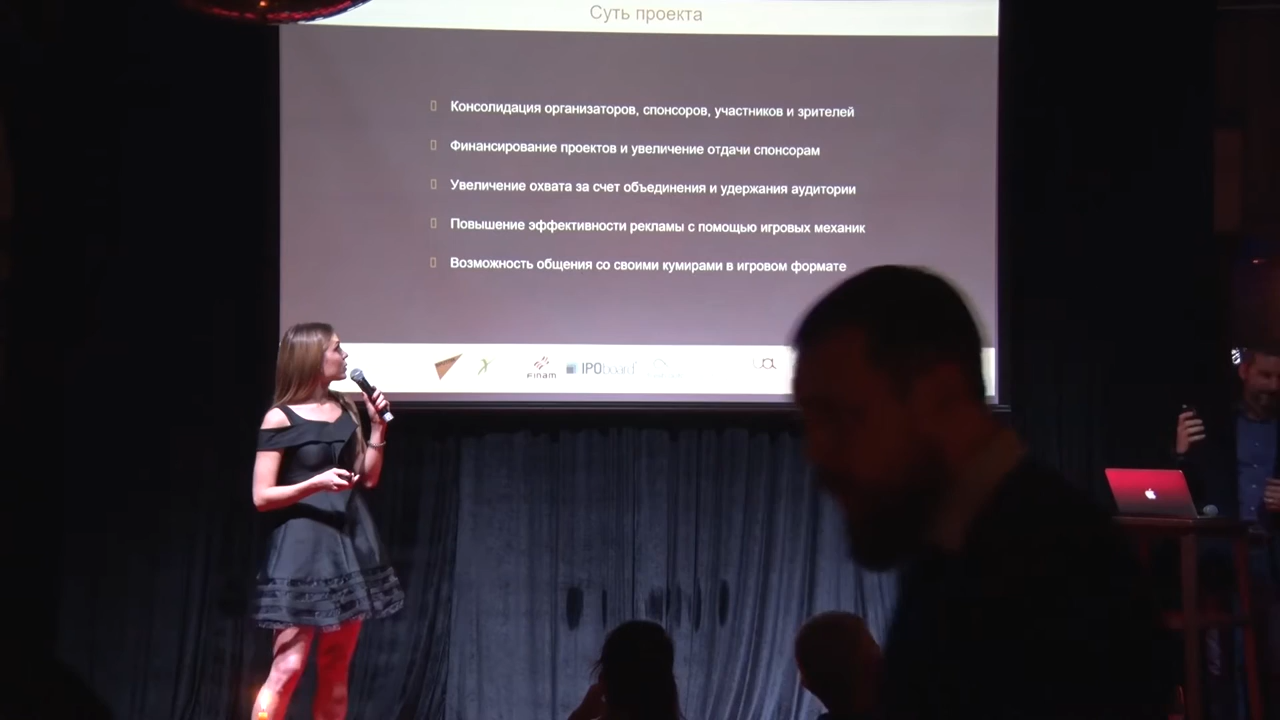 Суть проекта
Консолидация организаторов, спонсоров, участников и зрителей
Финансирование проектов и увеличение отдачи спонсорам
Увеличение охвата за счет объединения и удержания аудитории
Повышение эффективности рекламы с помощью игровых механик
Возможность общения со своими кумирами в игровом формате
FINAM IPOboard